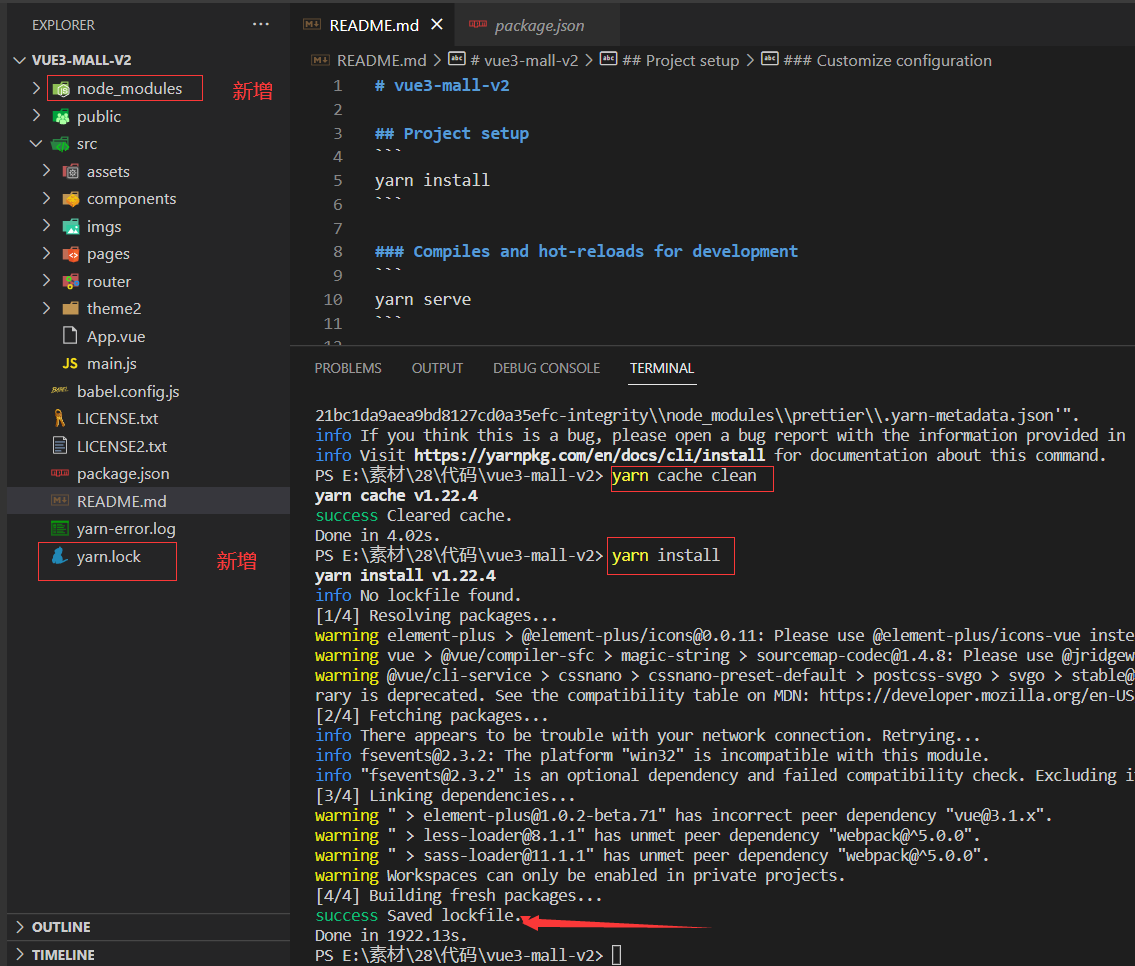 EXPLORER
···
VUE3-MALL-V2
node_modules
新增
public
src
assets
components
imgs
pages
router
theme2
App.vue
JS main.js
BABEL babel.config.js
LICENSE.txt
LICENSE2.txt
package.json
README.md
yarn-error.log
yarn.lock
新增
OUTLINE
TIMELINE
README.md
package.json
README.md > # vue3-mall-v2 > ## Project setup > ### Customize configuration
1 # vue3-mall-v2
2
3 ## Project setup
4 ```
5 yarn install
6 ```
7
8 ### Compiles and hot-reloads for development
9 ```
10 yarn serve
11 ```
12
PROBLEMS OUTPUT DEBUG CONSOLE TERMINAL
21bc1da9aea9bd8127cd0a35efc-integrity\\node_modules\\prettier\\.yarn-metadata.json'".
info If you think this is a bug, please open a bug report with the information provided in
info Visit https://yarnpkg.com/en/docs/cli/install for documentation about this command.
PS E:\素材\28\代码\vue3-mall-v2> yarn cache clean
yarn cache v1.22.4
success Cleared cache.
Done in 4.02s.
PS E:\素材\28\代码\vue3-mall-v2> yarn install
yarn install v1.22.4
info No lockfile found.
[1/4] Resolving packages...
warning element-plus > @element-plus/icons@0.0.11: Please use @element-plus/icons-vue inste
warning vue > @vue/compiler-sfc > magic-string > sourcemap-codec@1.4.8: Please use @jridgew
warning @vue/cli-service > cssnano > cssnano-preset-default > postcss-svgo > svgo > stable@
rary is deprecated. See the compatibility table on MDN: https://developer.mozilla.org/en-US
[2/4] Fetching packages...
info There appears to be trouble with your network connection. Retrying...
info fsevents@2.3.2: The platform "win32" is incompatible with this module.
info "fsevents@2.3.2" is an optional dependency and failed compatibility check. Excluding i
[3/4] Linking dependencies...
warning " > element-plus@1.0.2-beta.71" has incorrect peer dependency "vue@3.1.x".
warning " > less-loader@8.1.1" has unmet peer dependency "webpack@^5.0.0".
warning " > sass-loader@11.1.1" has unmet peer dependency "webpack@^5.0.0".
warning Workspaces can only be enabled in private projects.
[4/4] Building fresh packages...
success Saved lockfile.
Done in 1922.13s.
PS E:\素材\28\代码\vue3-mall-v2>